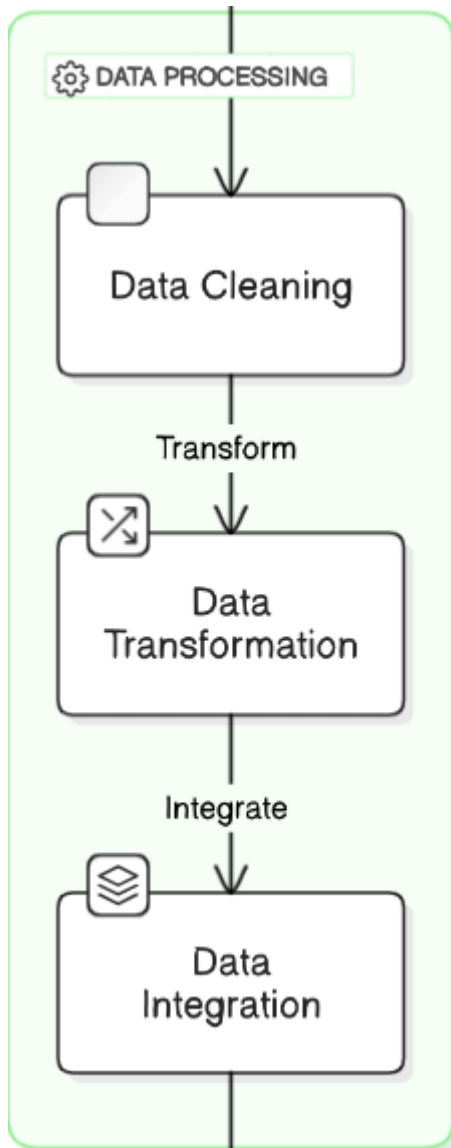 DATA PROCESSING
Data Cleaning
Transform
Data
Transformation
Integrate
Data
Integration